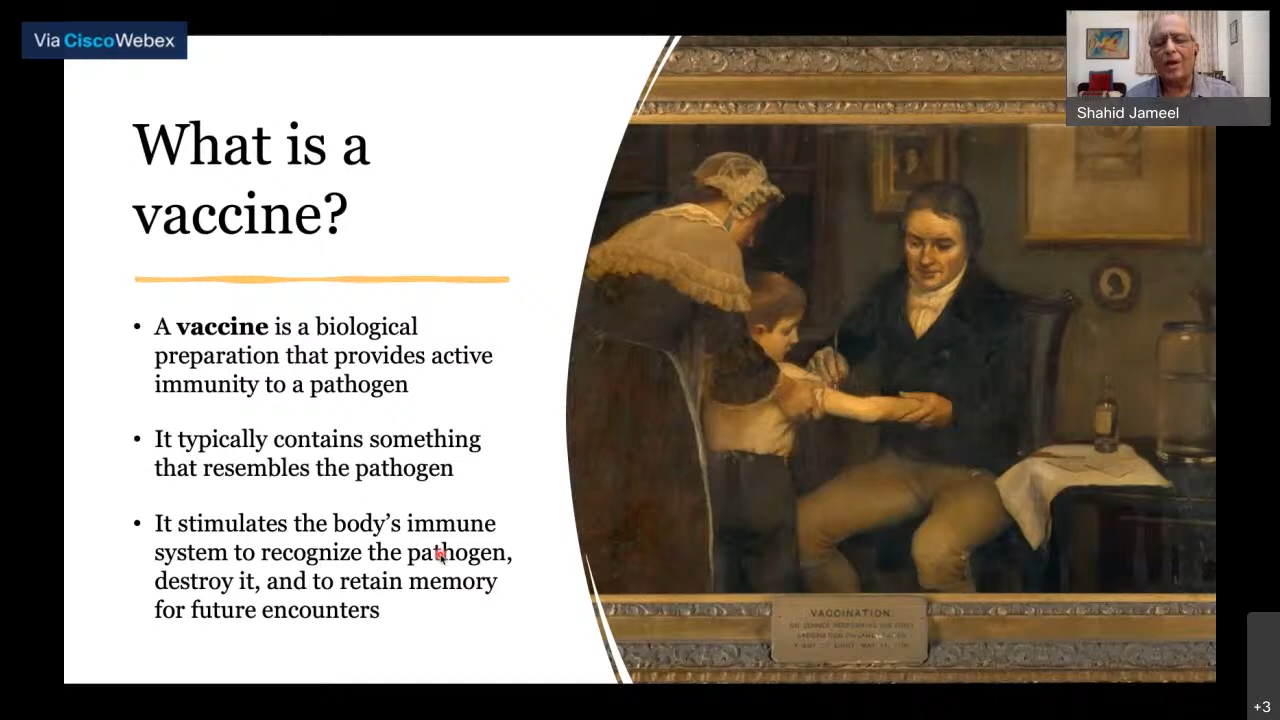 Via Cisco Webex
Shahid Jameel
What is a
vaccine?
• A vaccine is a biological
preparation that provides active
immunity to a pathogen
• It typically contains something
that resembles the pathogen
• It stimulates the body’s immune
system to recognize the pathogen,
destroy it, and to retain memory
for future encounters
VACCINATION
+3